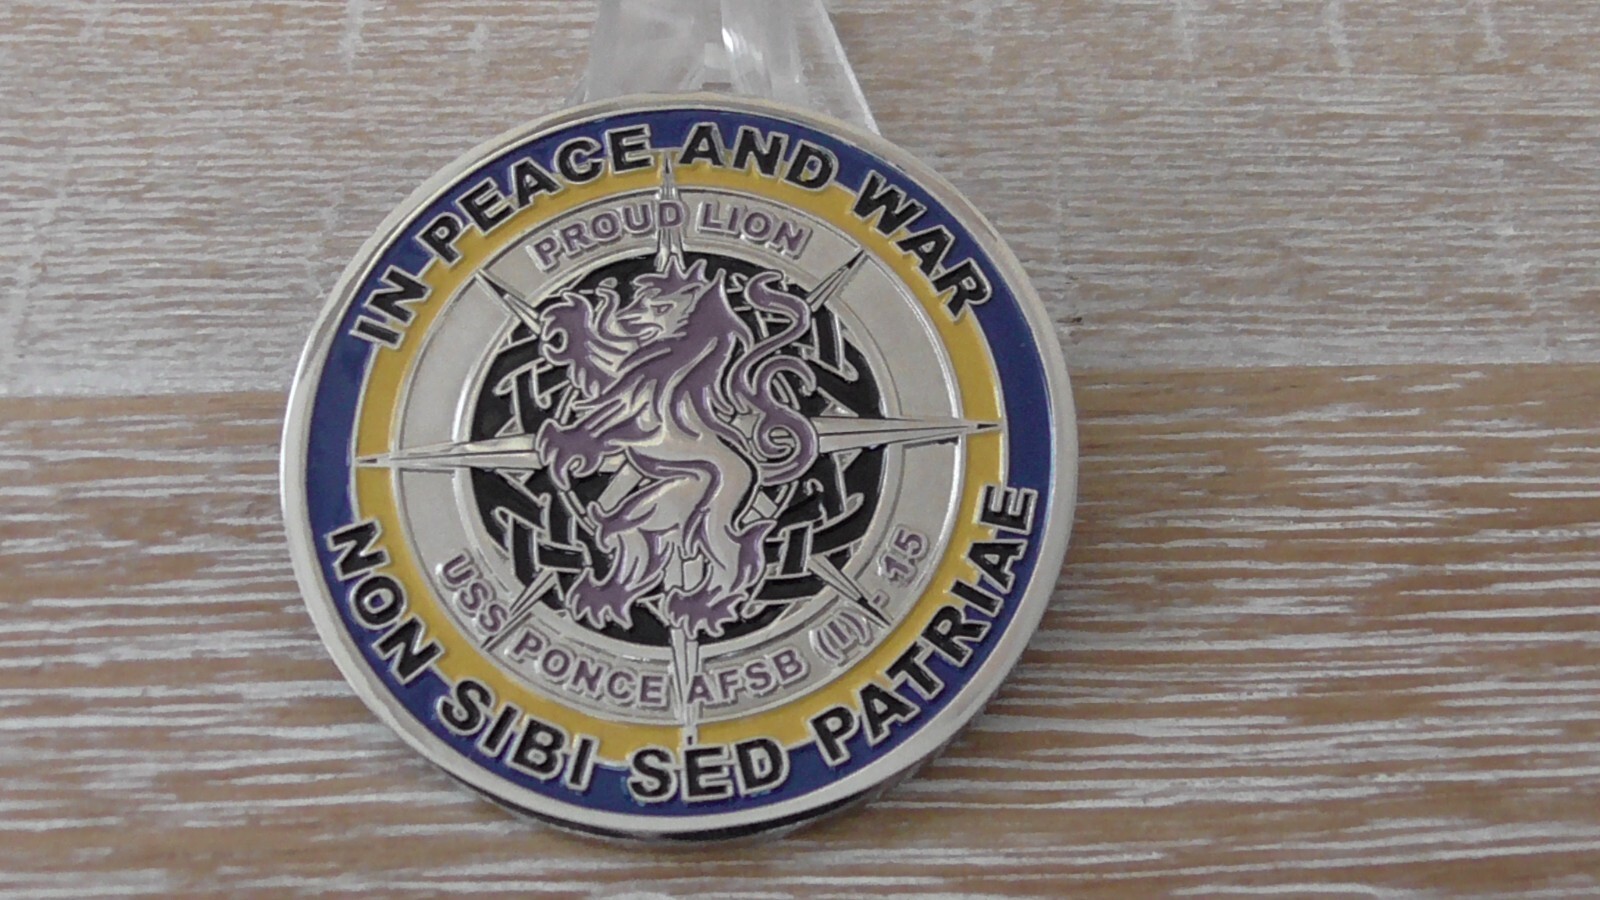 IN PEACE AND WAR
PROUD LION
USS PONCE AFSB (I) - 15
NON SIBI SED PATRIAE